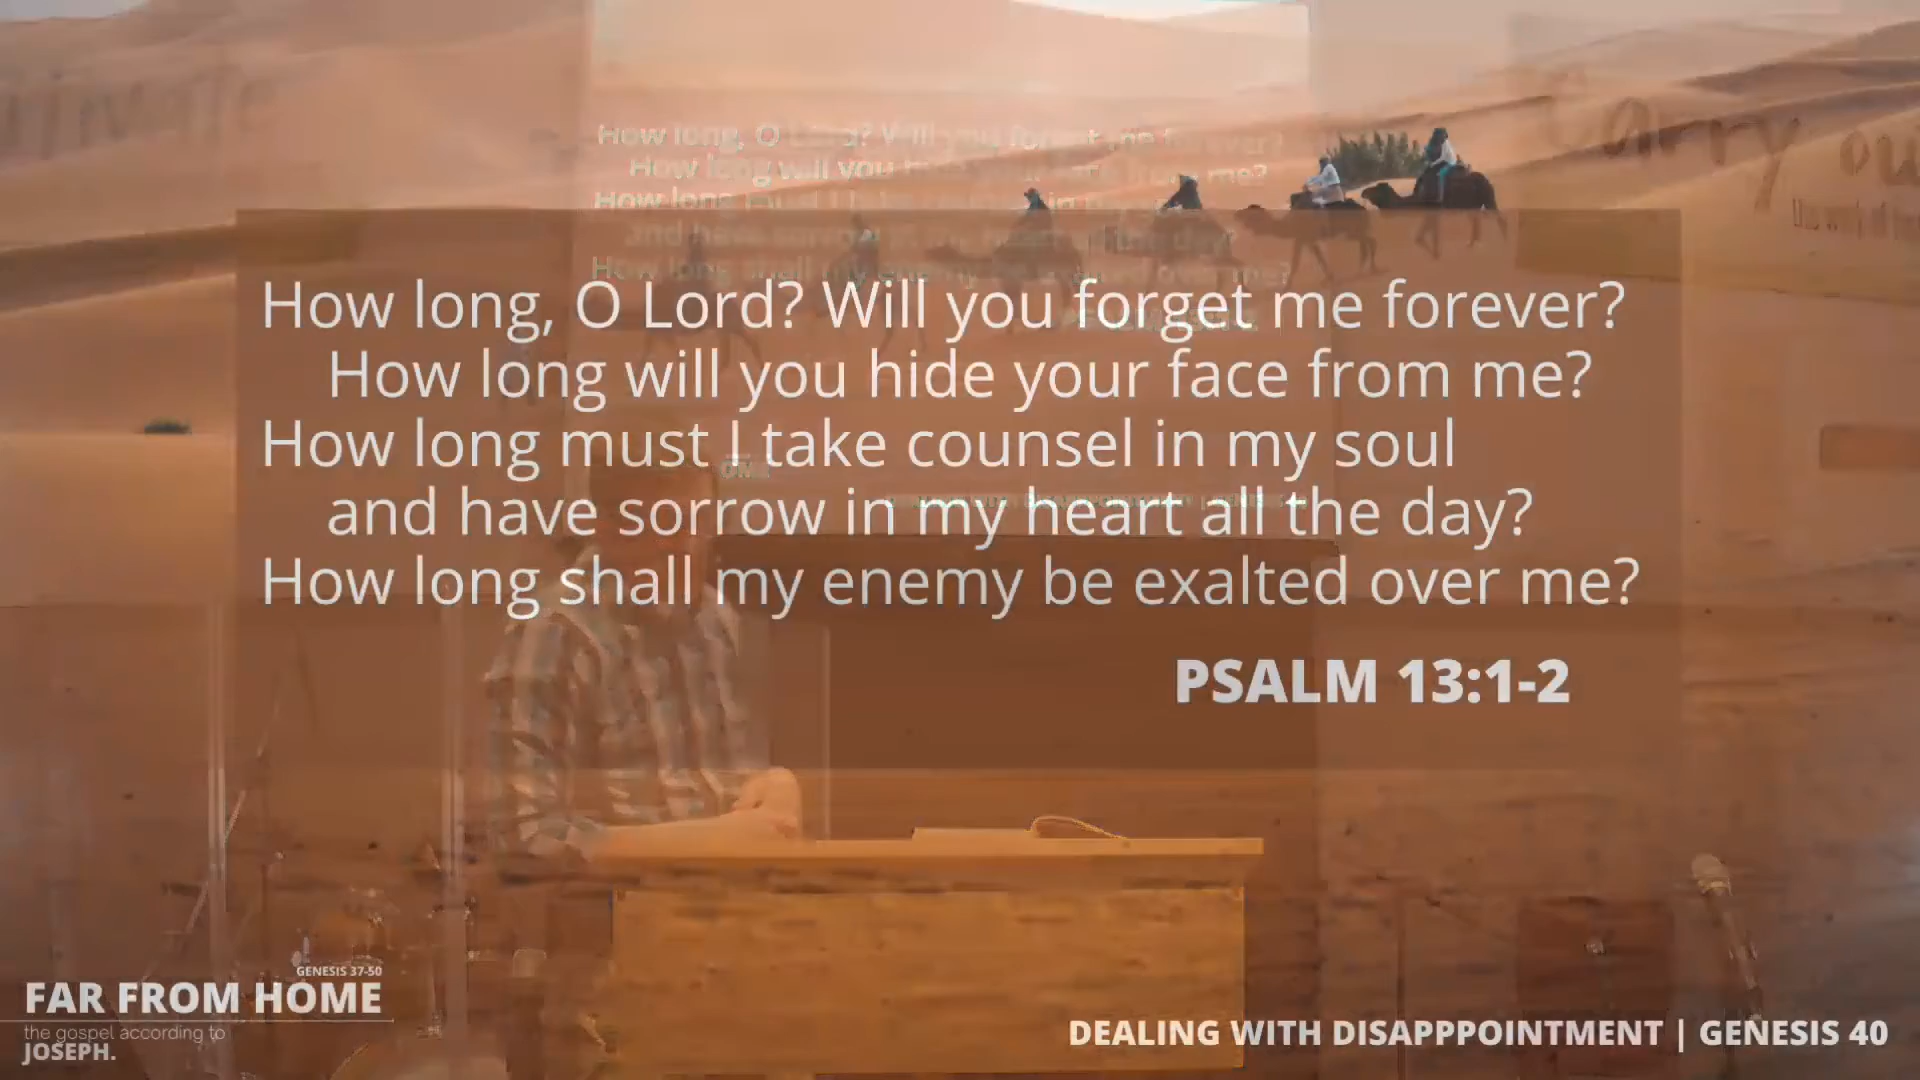 How long, O Lord? Will you forget me forever?
How long will you hide your face from me?
How long must I take counsel in my soul
and have sorrow in my heart all the day?
How long shall my enemy be exalted over me?
PSALM 13:1-2
GENESIS 37-50
FAR FROM HOME
the gospel according to
JOSEPH.
DEALING WITH DISAPPPOINTMENT | GENESIS 40
carry ou